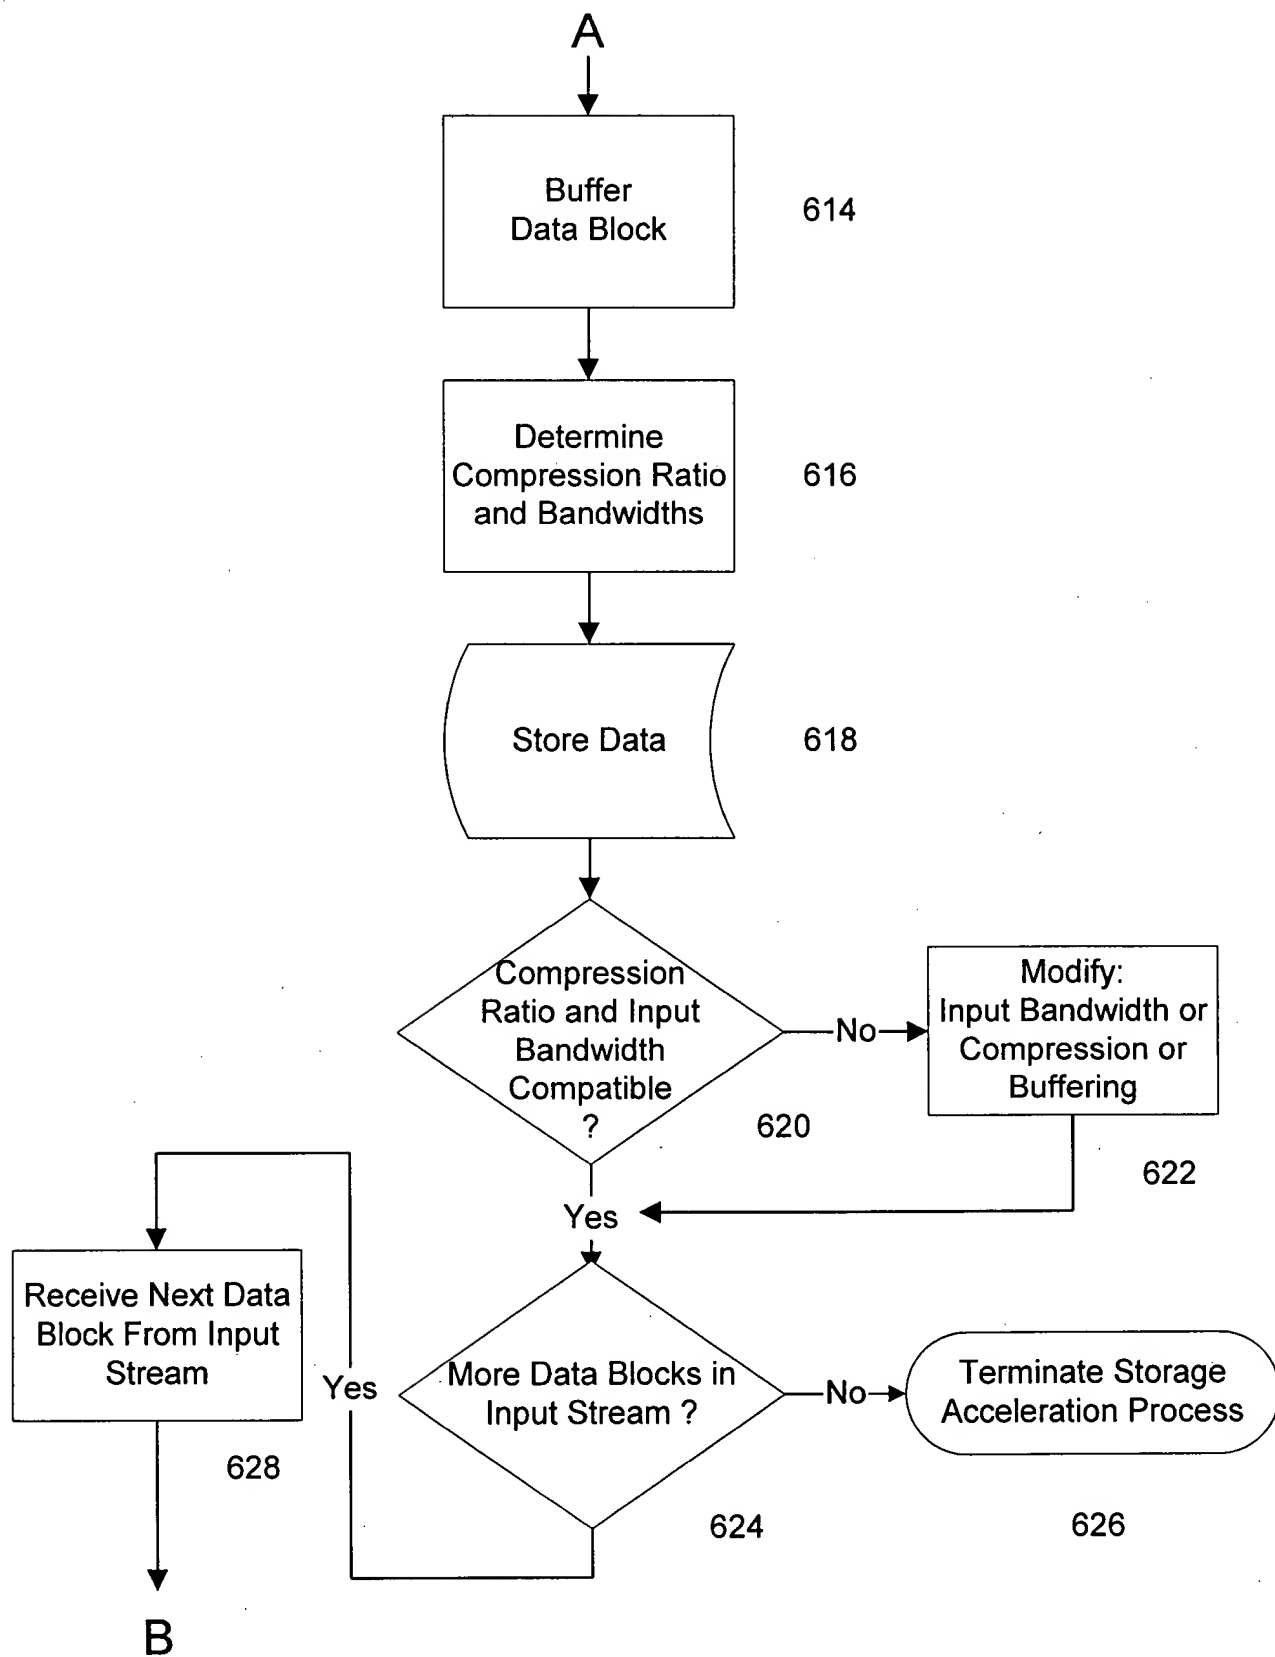 A
Buffer
Data Block
614
Determine
Compression Ratio
and Bandwidths
616
Store Data
618
Compression
Ratio and Input
Bandwidth
Compatible
?
620
No
Modify:
Input Bandwidth or
Compression or
Buffering
622
Yes
More Data Blocks in
Input Stream ?
624
No
Terminate Storage
Acceleration Process
626
Yes
Receive Next Data
Block From Input
Stream
628
B